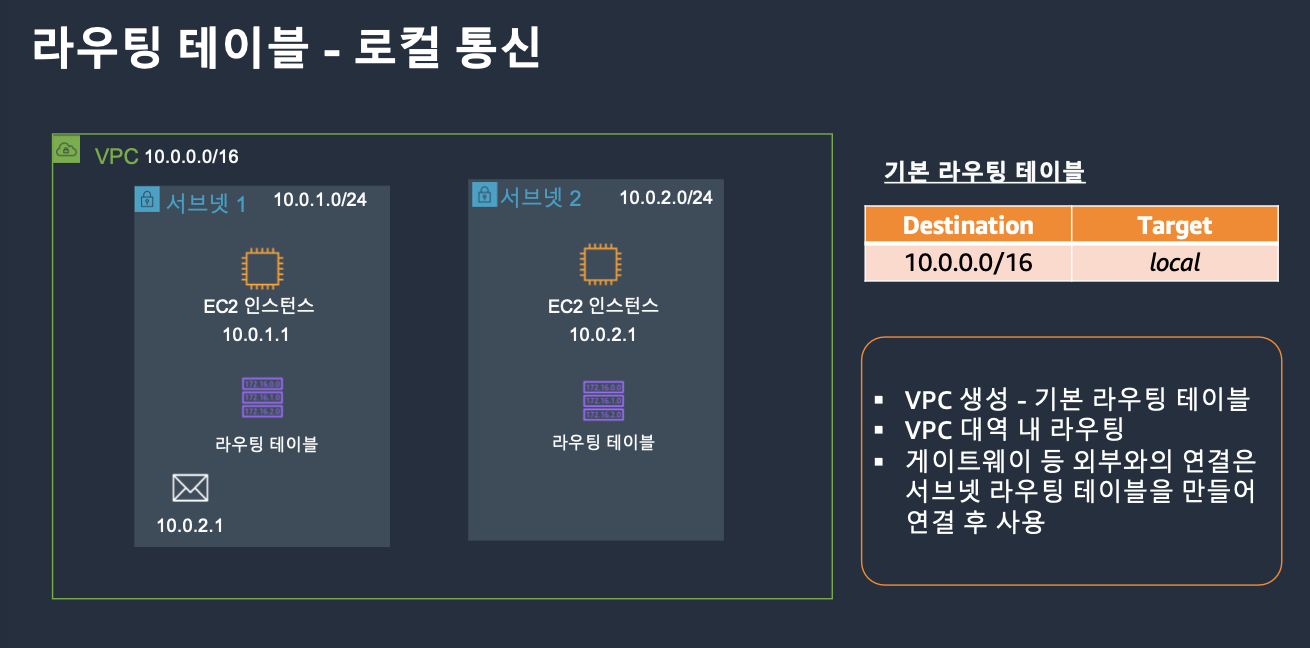 라우팅 테이블 - 로컬 통신
VPC 10.0.0.0/16
서브넷 1 10.0.1.0/24
EC2 인스턴스
10.0.1.1
172.16.0.0
172.16.1.0
172.16.2.0
라우팅 테이블
10.0.2.1
서브넷 2 10.0.2.0/24
EC2 인스턴스
10.0.2.1
172.16.0.0
172.16.1.0
172.16.2.0
라우팅 테이블
기본 라우팅 테이블
Destination Target
10.0.0.0/16 local
▪ VPC 생성 - 기본 라우팅 테이블
▪ VPC 대역 내 라우팅
▪ 게이트웨이 등 외부와의 연결은
서브넷 라우팅 테이블을 만들어
연결 후 사용